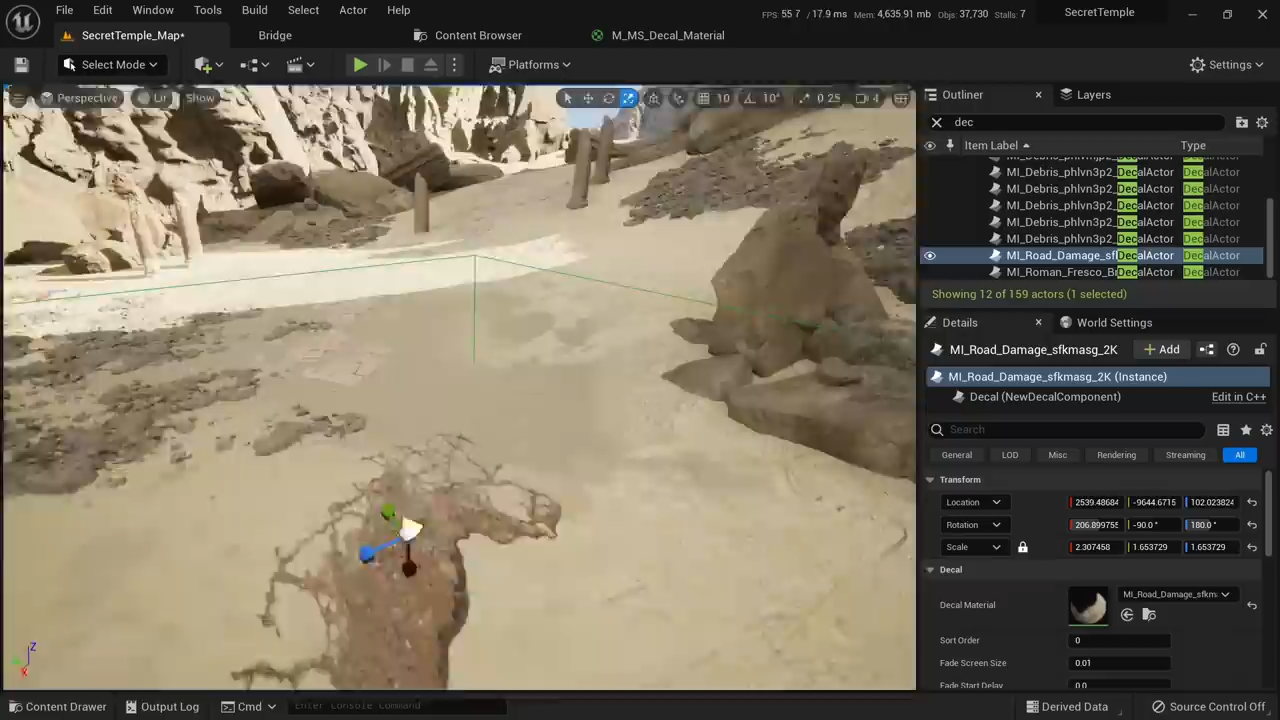 File Edit Window Tools Build Select Actor Help
FPS: 55.7 / 17.9 ms Mem: 4,635.91 mb Objs: 37,730 Stalls: 7
SecretTemple
SecretTemple_Map*
Bridge
Content Browser
M_MS_Decal_Material
Select Mode
Platforms
Settings
Perspective
Lit
Show
10
10°
0.25
4
Outliner
Layers
dec
Item Label
Type
MI_Debris_phlvn3p2_DecalActor DecalActor
MI_Debris_phlvn3p2_DecalActor DecalActor
MI_Debris_phlvn3p2_DecalActor DecalActor
MI_Debris_phlvn3p2_DecalActor DecalActor
MI_Debris_phlvn3p2_DecalActor DecalActor
MI_Road_Damage_sfDecalActor DecalActor
MI_Roman_Fresco_BrDecalActor DecalActor
Showing 12 of 159 actors (1 selected)
Details
World Settings
MI_Road_Damage_sfkmasg_2K
Add
MI_Road_Damage_sfkmasg_2K (Instance)
Decal (NewDecalComponent)
Edit in C++
Search
General LOD Misc Rendering Streaming All
Transform
Location 2539.48684 -9644.6715 102.023824
Rotation 206.899755 -90.0 ° 180.0 °
Scale 2.307458 1.653729 1.653729
Decal
Decal Material
MI_Road_Damage_sfkm
Sort Order 0
Fade Screen Size 0.01
Fade Start Delay 0.0
Z
X
Content Drawer
Output Log
Cmd
Enter Console Command
Derived Data
Source Control Off